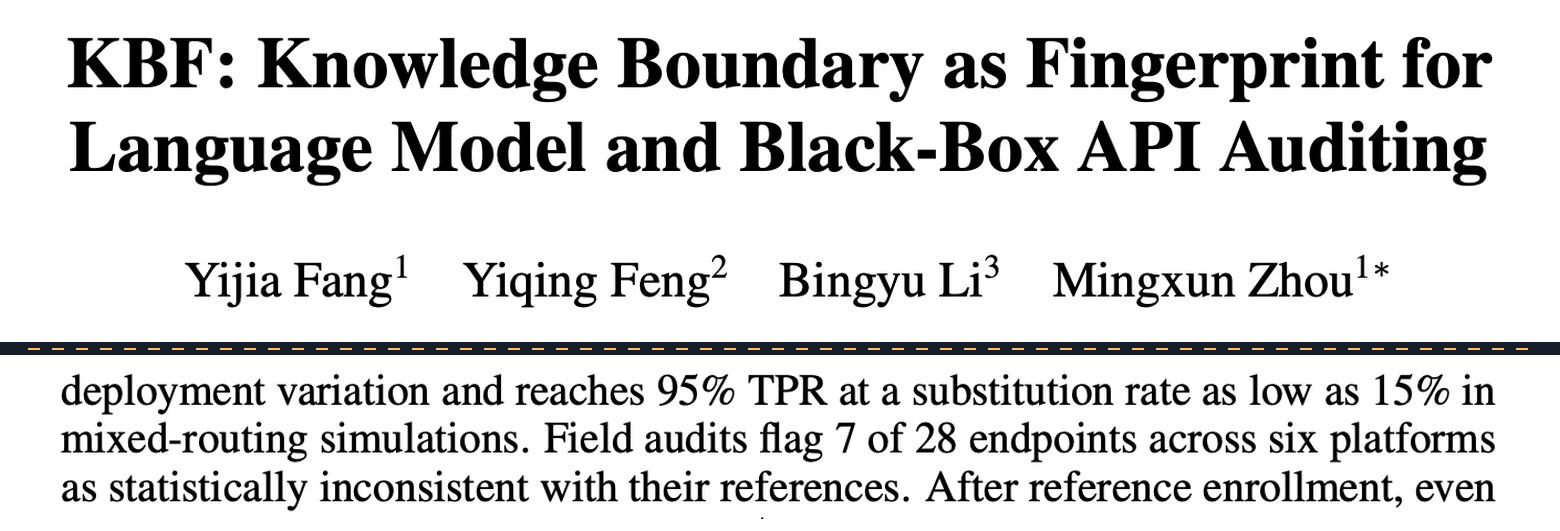 KBF: Knowledge Boundary as Fingerprint for
Language Model and Black-Box API Auditing
Yijia Fang¹ Yiqing Feng² Bingyu Li³ Mingxun Zhou¹*
deployment variation and reaches 95% TPR at a substitution rate as low as 15% in
mixed-routing simulations. Field audits flag 7 of 28 endpoints across six platforms
as statistically inconsistent with their references. After reference enrollment, even